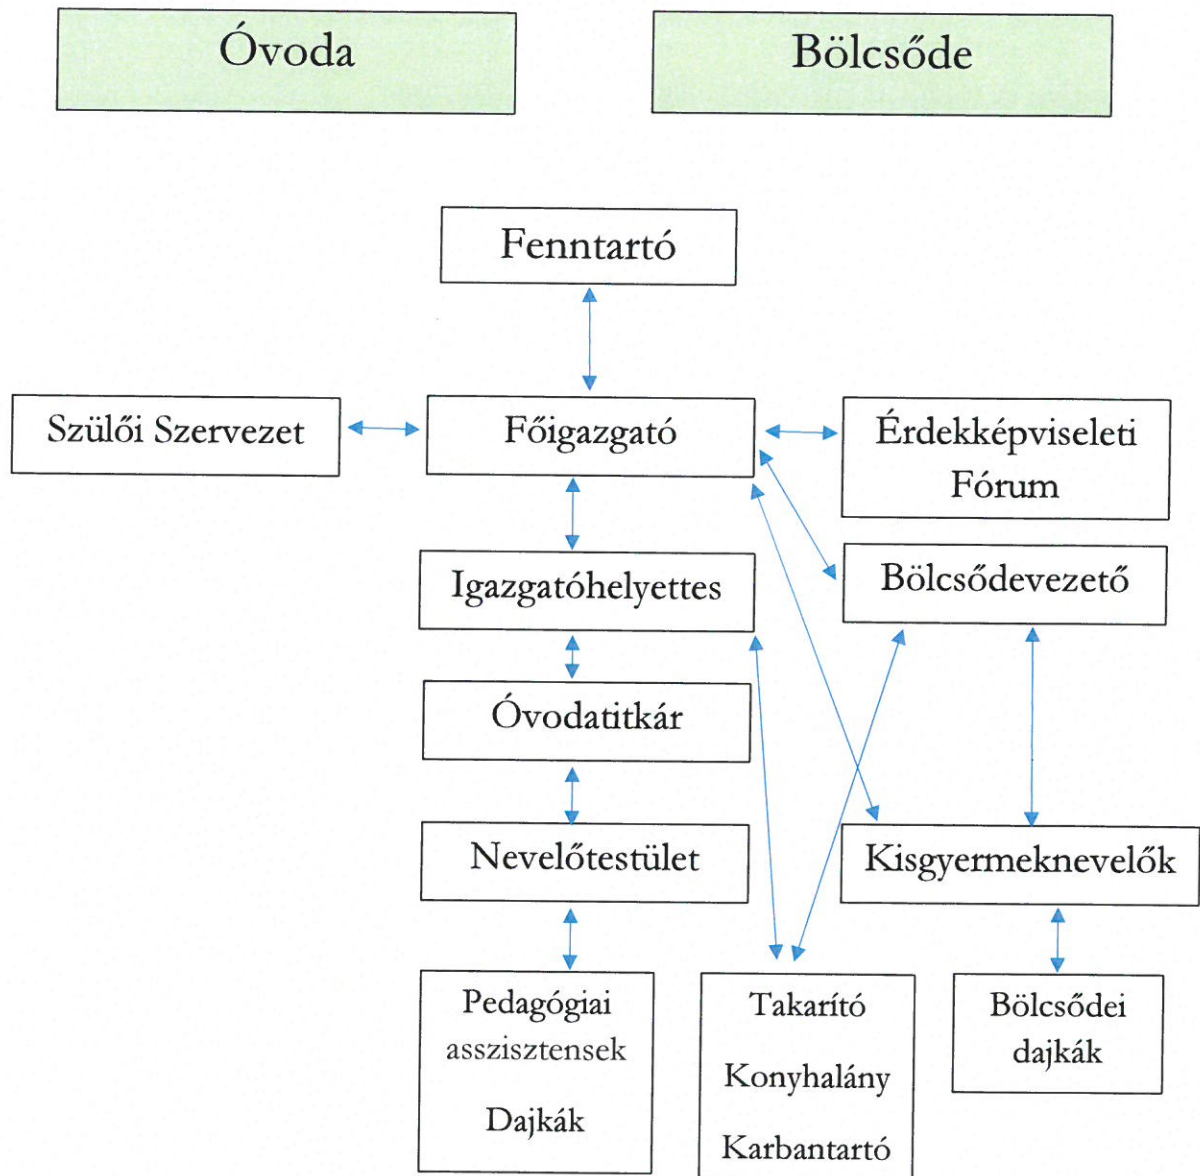 Óvoda
Bölcsőde
Fenntartó
Szülői Szervezet
Főigazgató
Érdekképviseleti
Fórum
Igazgatóhelyettes
Bölcsődevezető
Óvodatitkár
Nevelőtestület
Kisgyermeknevelők
Pedagógiai
asszisztensek
Dajkák
Takarító
Konyhalány
Karbantartó
Bölcsődei
dajkák